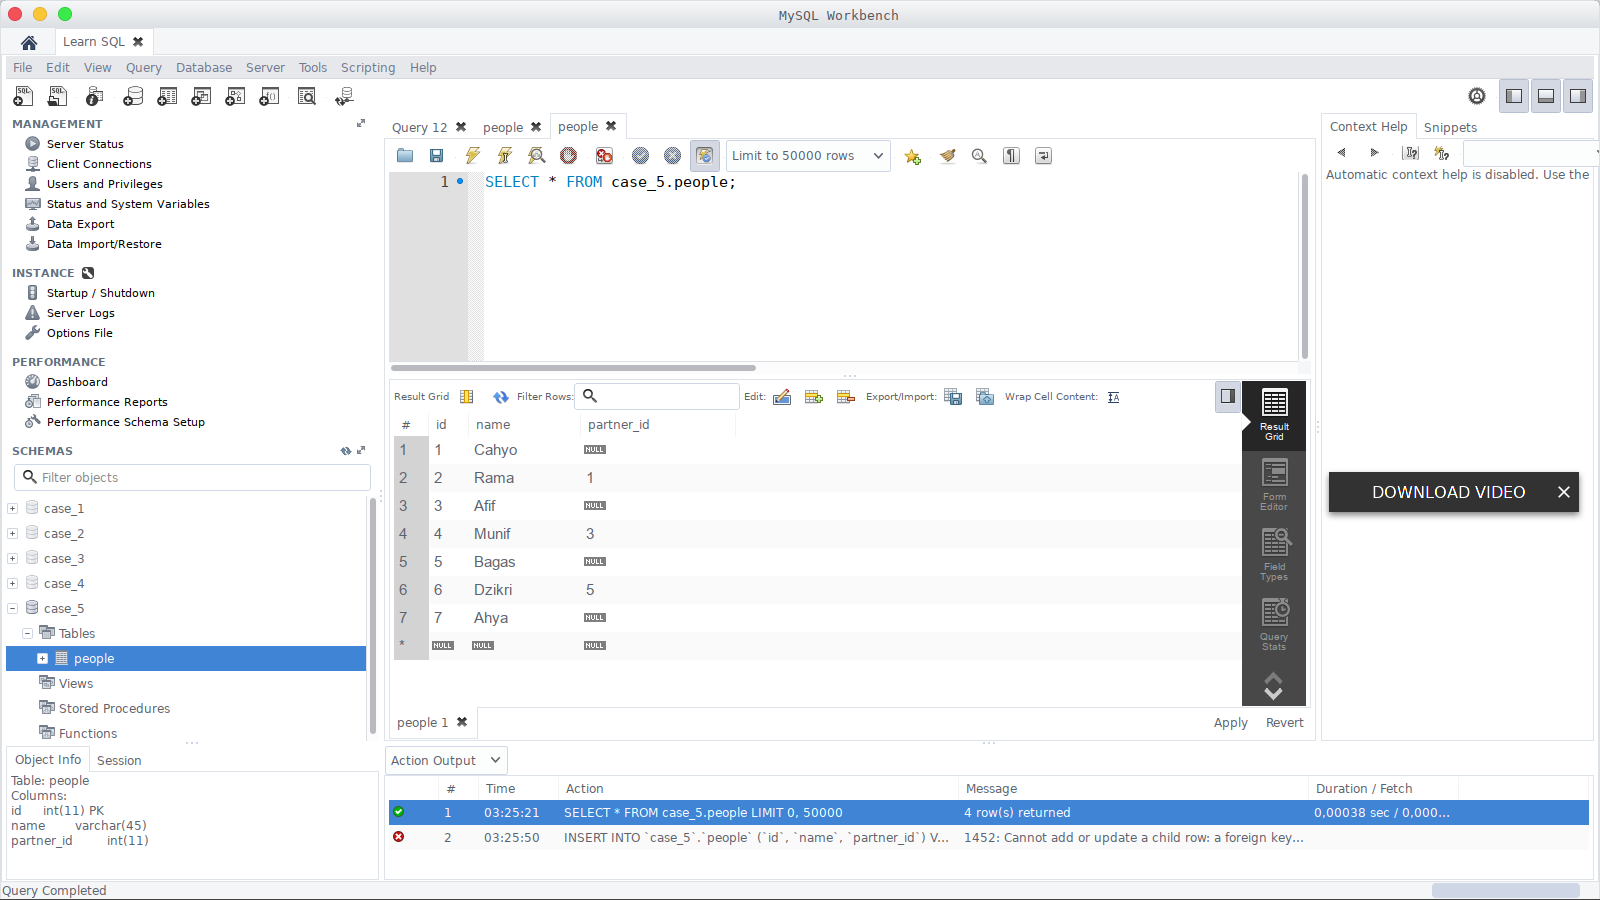 MySQL Workbench
Learn SQL
File Edit View Query Database Server Tools Scripting Help
MANAGEMENT
Server Status
Client Connections
Users and Privileges
Status and System Variables
Data Export
Data Import/Restore
INSTANCE
Startup / Shutdown
Server Logs
Options File
PERFORMANCE
Dashboard
Performance Reports
Performance Schema Setup
SCHEMAS
Filter objects
case_1
case_2
case_3
case_4
case_5
Tables
people
Views
Stored Procedures
Functions
Object Info Session
Table: people
Columns:
id int(11) PK
name varchar(45)
partner_id int(11)
Query 12 people people
Limit to 50000 rows
1 SELECT * FROM case_5.people;
Result Grid Filter Rows: Edit: Export/Import: Wrap Cell Content:
# id name partner_id
1 1 Cahyo NULL
2 2 Rama 1
3 3 Afif NULL
4 4 Munif 3
5 5 Bagas NULL
6 6 Dzikri 5
7 7 Ahya NULL
* NULL NULL NULL
Result
Grid
Form
Editor
Field
Types
Query
Stats
people 1 Apply Revert
Context Help Snippets
Automatic context help is disabled. Use the
DOWNLOAD VIDEO
Action Output
# Time Action Message Duration / Fetch
1 03:25:21 SELECT * FROM case_5.people LIMIT 0, 50000 4 row(s) returned 0,00038 sec / 0,000...
2 03:25:50 INSERT INTO `case_5`.`people` (`id`, `name`, `partner_id`) V... 1452: Cannot add or update a child row: a foreign key...
Query Completed